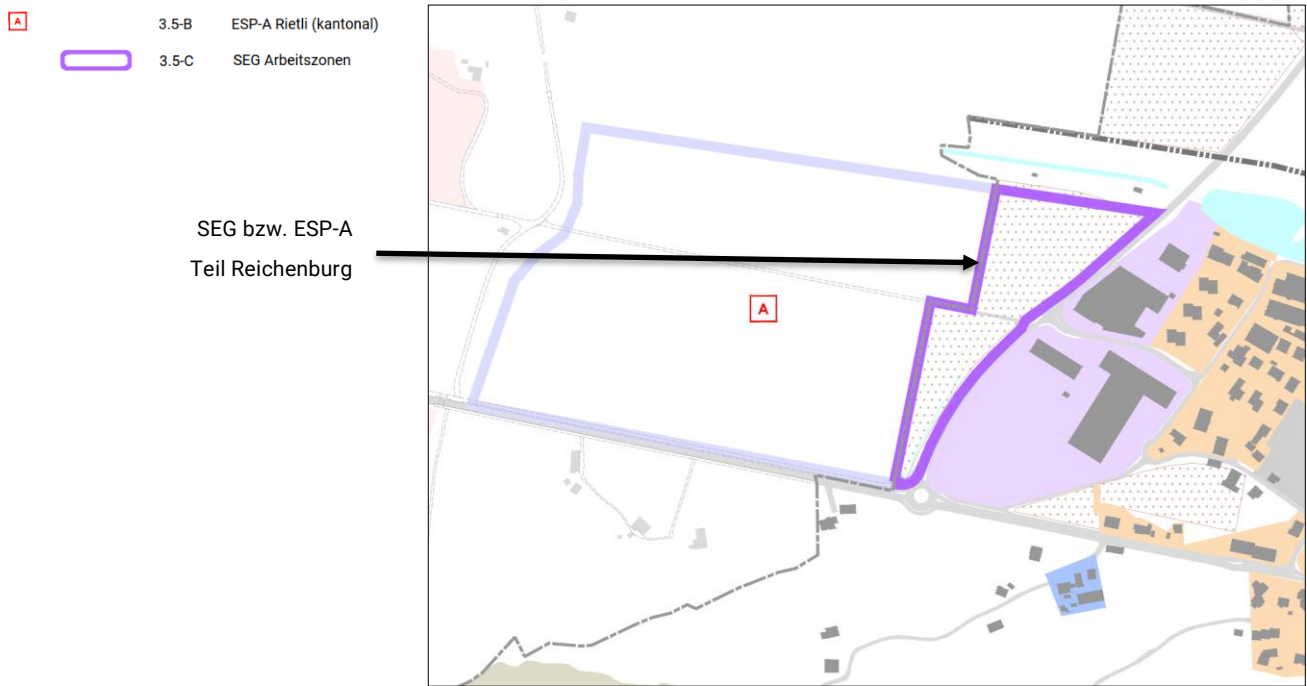 A 3.5-B ESP-A Rietli (kantonal)
3.5-C SEG Arbeitszonen
SEG bzw. ESP-A
Teil Reichenburg
A